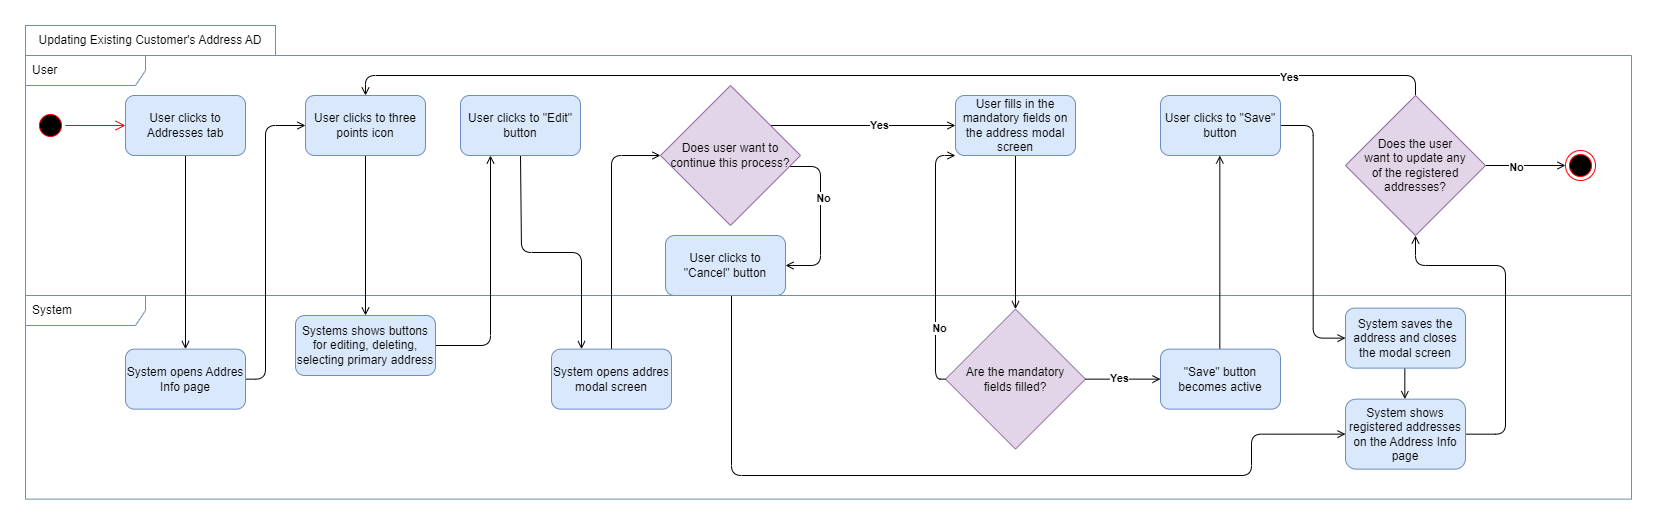 Updating Existing Customer's Address AD
User
User clicks to
Addresses tab
User clicks to three
points icon
User clicks to "Edit"
button
Does user want to
continue this process?
Yes
No
User clicks to
"Cancel" button
User fills in the
mandatory fields on
the address modal
screen
User clicks to "Save"
button
Yes
Does the user
want to update any
of the registered
addresses?
No
System
System opens Addres
Info page
Systems shows buttons
for editing, deleting,
selecting primary address
System opens addres
modal screen
No
Are the mandatory
fields filled?
Yes
"Save" button
becomes active
System saves the
address and closes
the modal screen
System shows
registered addresses
on the Address Info
page